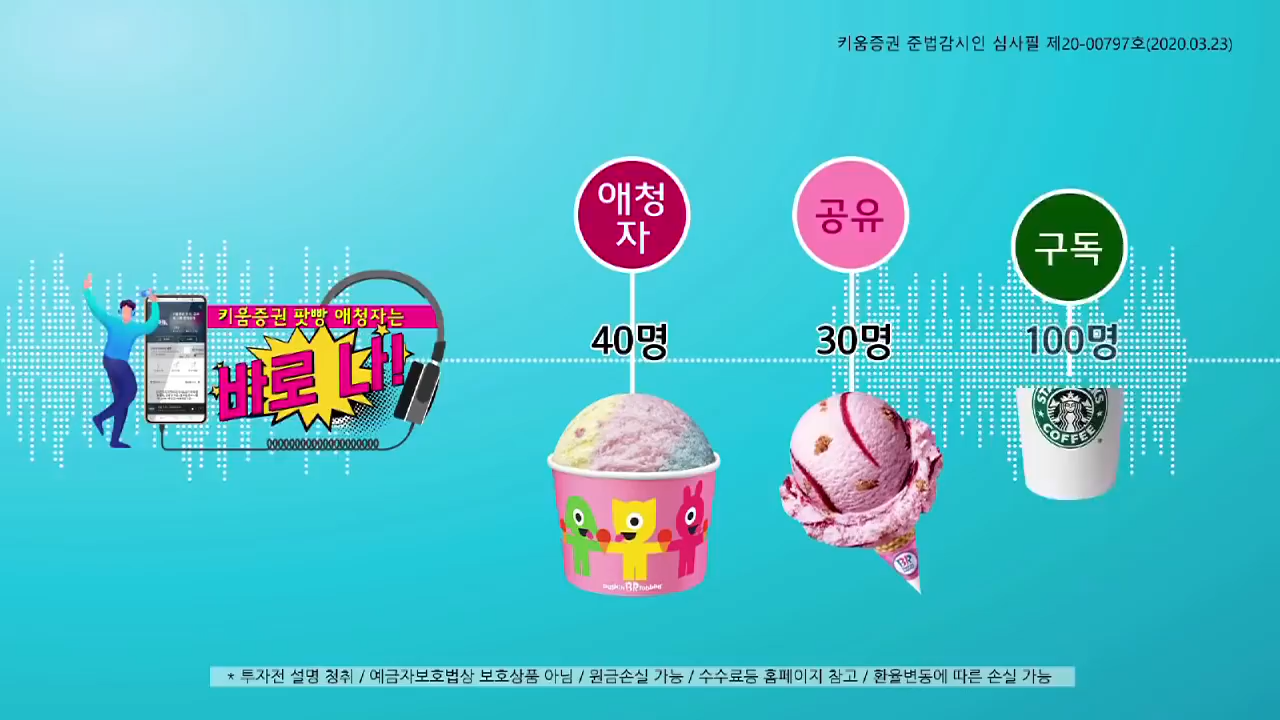 키움증권 준법감시인 심사필 제20-00797호(2020.03.23)
애청
자
공유
구독
키움증권 팟빵 애청자는
바로 나!
40명
30명
100명
COFFEE
BR
baskin BR robbins
* 투자전 설명 청취 / 예금자보호법상 보호상품 아님 / 원금손실 가능 / 수수료등 홈페이지 참고 / 환율변동에 따른 손실 가능